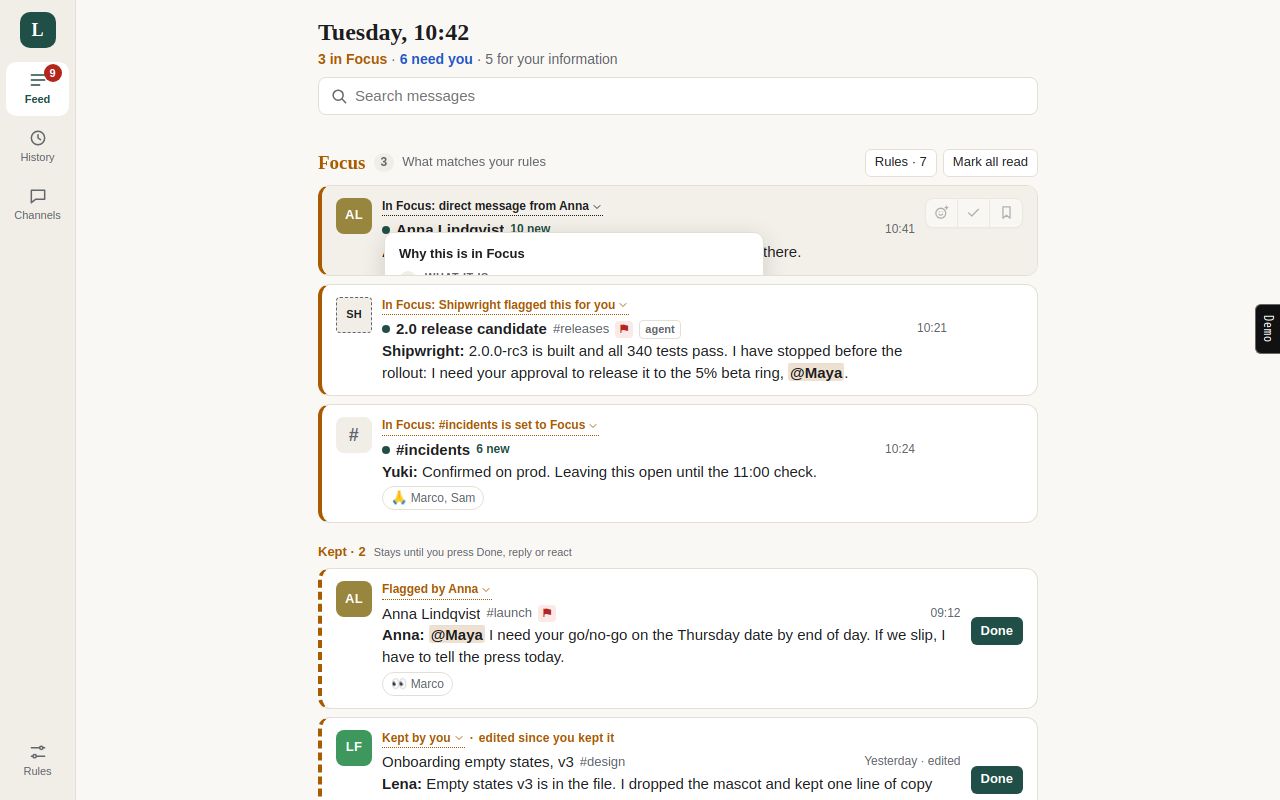 L
Tuesday, 10:42
3 in Focus · 6 need you · 5 for your information
9
Feed
Search messages
History
Channels
Focus 3 What matches your rules
Rules · 7
Mark all read
AL
In Focus: direct message from Anna
Anna Lindqvist 10 new
10:41
there.
Why this is in Focus
WHAT IT IS
SH
In Focus: Shipwright flagged this for you
2.0 release candidate #releases agent
10:21
Shipwright: 2.0.0-rc3 is built and all 340 tests pass. I have stopped before the
rollout: I need your approval to release it to the 5% beta ring, @Maya.
Demo
#
In Focus: #incidents is set to Focus
#incidents 6 new
10:24
Yuki: Confirmed on prod. Leaving this open until the 11:00 check.
🙏 Marco, Sam
Kept · 2 Stays until you press Done, reply or react
AL
Flagged by Anna
Anna Lindqvist #launch
09:12
Anna: @Maya I need your go/no-go on the Thursday date by end of day. If we slip, I
have to tell the press today.
Done
👀 Marco
LF
Kept by you · edited since you kept it
Onboarding empty states, v3 #design
Yesterday · edited
Lena: Empty states v3 is in the file. I dropped the mascot and kept one line of copy
Done
Rules